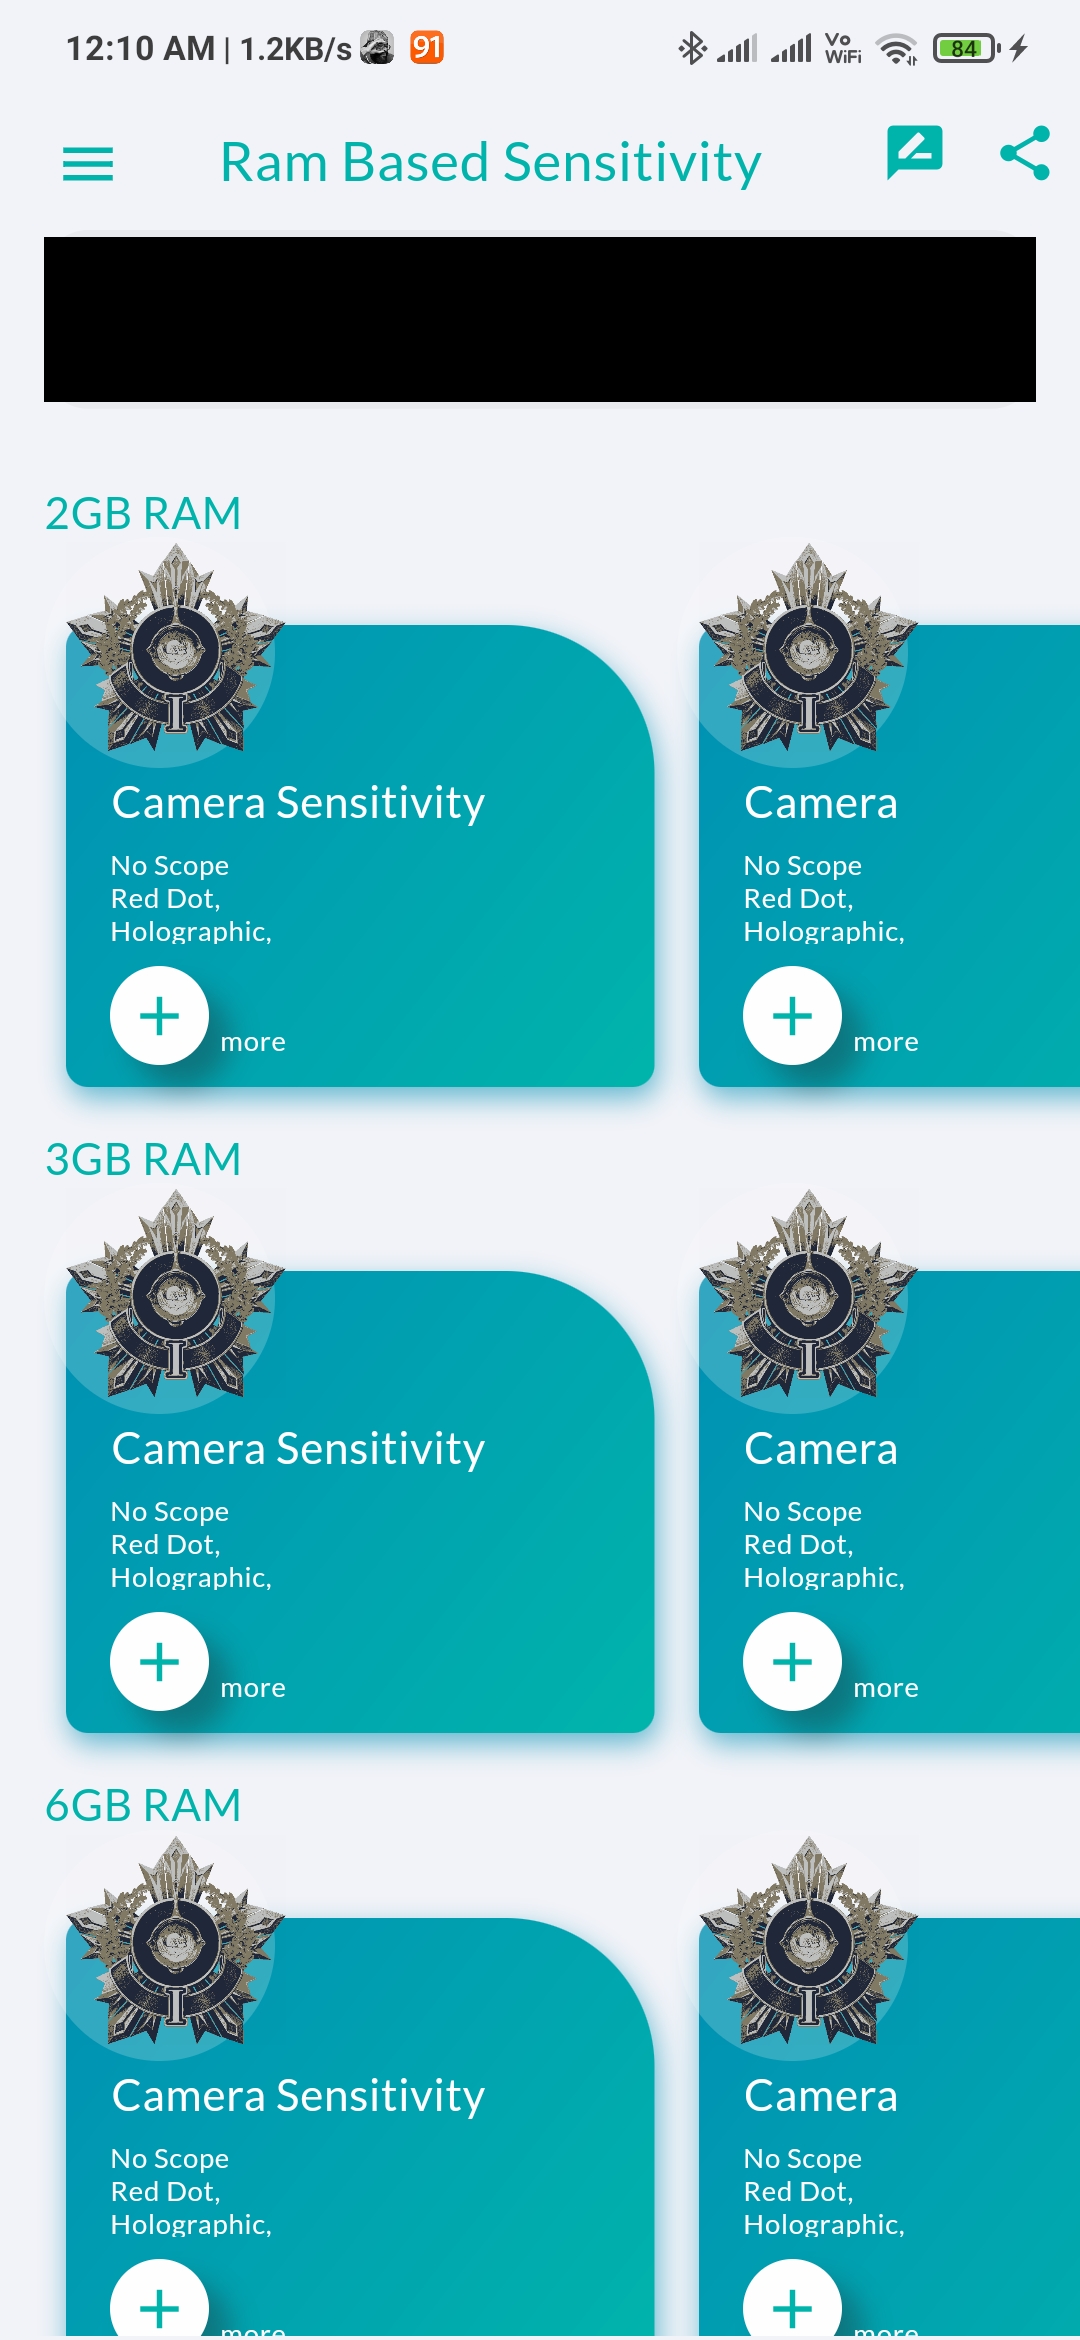 12:10 AM | 1.2KB/s 91 Vo WiFi 84
Ram Based Sensitivity
2GB RAM
I
I
Camera Sensitivity
Camera
No Scope
Red Dot,
Holographic,
No Scope
Red Dot,
Holographic,
more
more
3GB RAM
I
I
Camera Sensitivity
Camera
No Scope
Red Dot,
Holographic,
No Scope
Red Dot,
Holographic,
more
more
6GB RAM
I
I
Camera Sensitivity
Camera
No Scope
Red Dot,
Holographic,
No Scope
Red Dot,
Holographic,
more
more